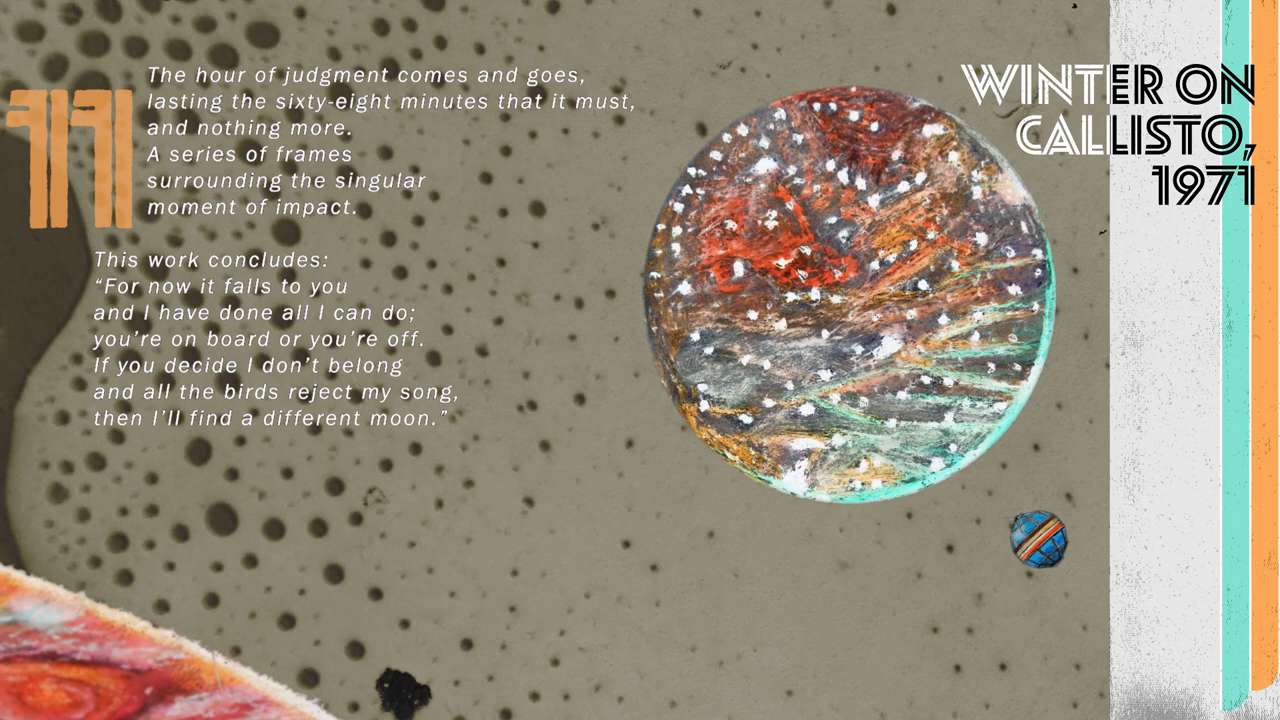 WINTER ON
CALLISTO,
1971
11
The hour of judgment comes and goes,
lasting the sixty-eight minutes that it must,
and nothing more.
A series of frames
surrounding the singular
moment of impact.
This work concludes:
“For now it falls to you
and I have done all I can do;
you’re on board or you’re off.
If you decide I don’t belong
and all the birds reject my song,
then I’ll find a different moon.”